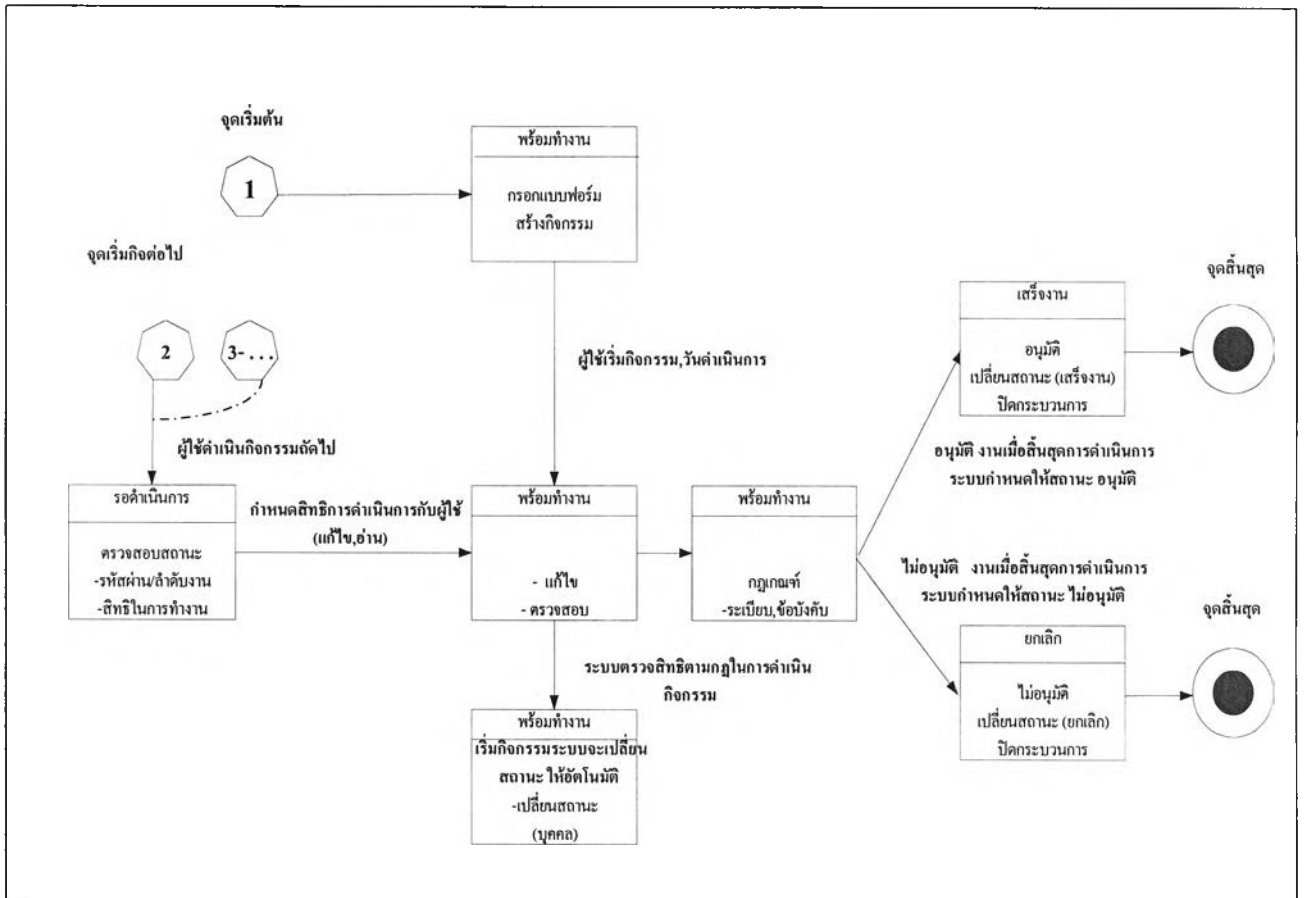 จุดเริ่มต้น
1
พร้อมทำงาน
กรอกแบบฟอร์ม
สร้างกิจกรรม
จุดเริ่มกิจต่อไป
2
3-...
ผู้ใช้ดำเนินกิจกรรมถัดไป
ผู้ใช้เริ่มกิจกรรม,วันดำเนินการ
รอดำเนินการ
ตรวจสอบสถานะ
-รหัสผ่าน/ลำดับงาน
-สิทธิในการทำงาน
กำหนดสิทธิการดำเนินการกับผู้ใช้
(แก้ไข,อ่าน)
พร้อมทำงาน
- แก้ไข
- ตรวจสอบ
พร้อมทำงาน
กฎเกณฑ์
-ระเบียบ,ข้อบังคับ
ระบบตรวจสิทธิตามกฎในการดำเนิน
กิจกรรม
พร้อมทำงาน
เริ่มกิจกรรมระบบจะเปลี่ยน
สถานะ ให้อัตโนมัติ
-เปลี่ยนสถานะ
(บุคคล)
เสร็จงาน
อนุมัติ
เปลี่ยนสถานะ (เสร็จงาน)
ปิดกระบวนการ
จุดสิ้นสุด
อนุมัติ งานเมื่อสิ้นสุดการดำเนินการ
ระบบกำหนดให้สถานะ อนุมัติ
ไม่อนุมัติ งานเมื่อสิ้นสุดการดำเนินการ
ระบบกำหนดให้สถานะ ไม่อนุมัติ
ยกเลิก
ไม่อนุมัติ
เปลี่ยนสถานะ (ยกเลิก)
ปิดกระบวนการ
จุดสิ้นสุด